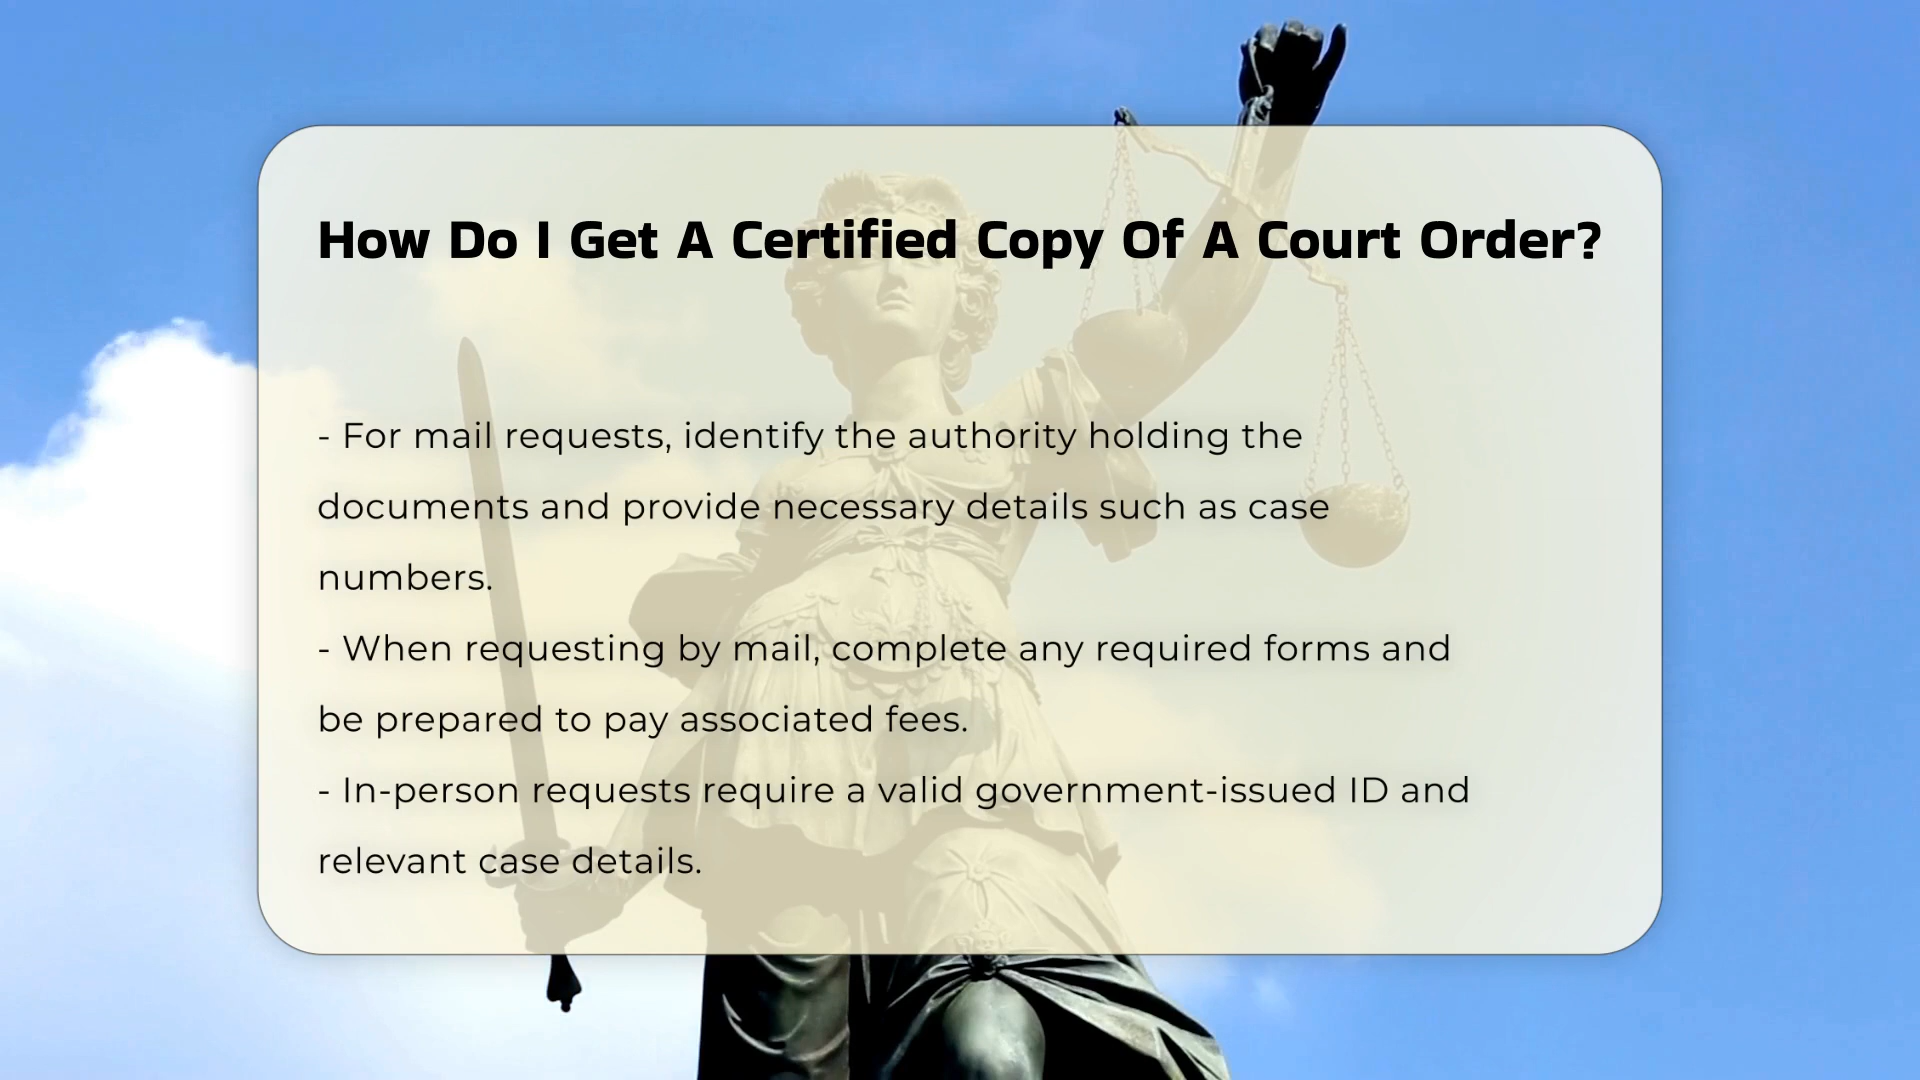 How Do I Get A Certified Copy Of A Court Order?
- For mail requests, identify the authority holding the
documents and provide necessary details such as case
numbers.
- When requesting by mail, complete any required forms and
be prepared to pay associated fees.
- In-person requests require a valid government-issued ID and
relevant case details.